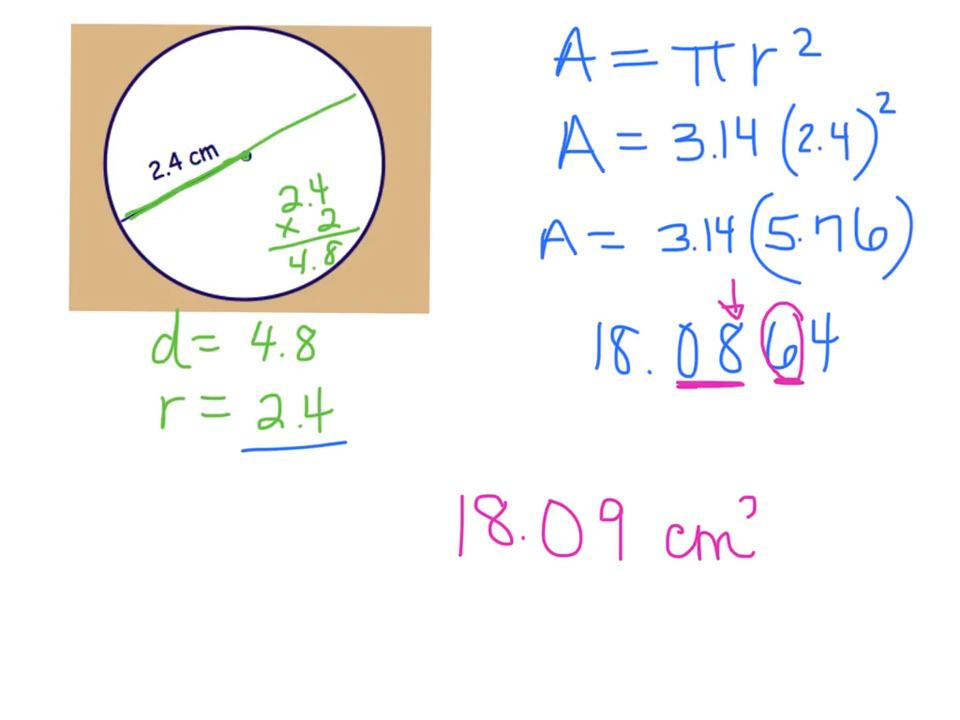 2.4 cm
2.4
x 2
4.8
d = 4.8
r = 2.4
A = πr²
A = 3.14 (2.4)²
A = 3.14 (5.76)
18.0864
18.09 cm²